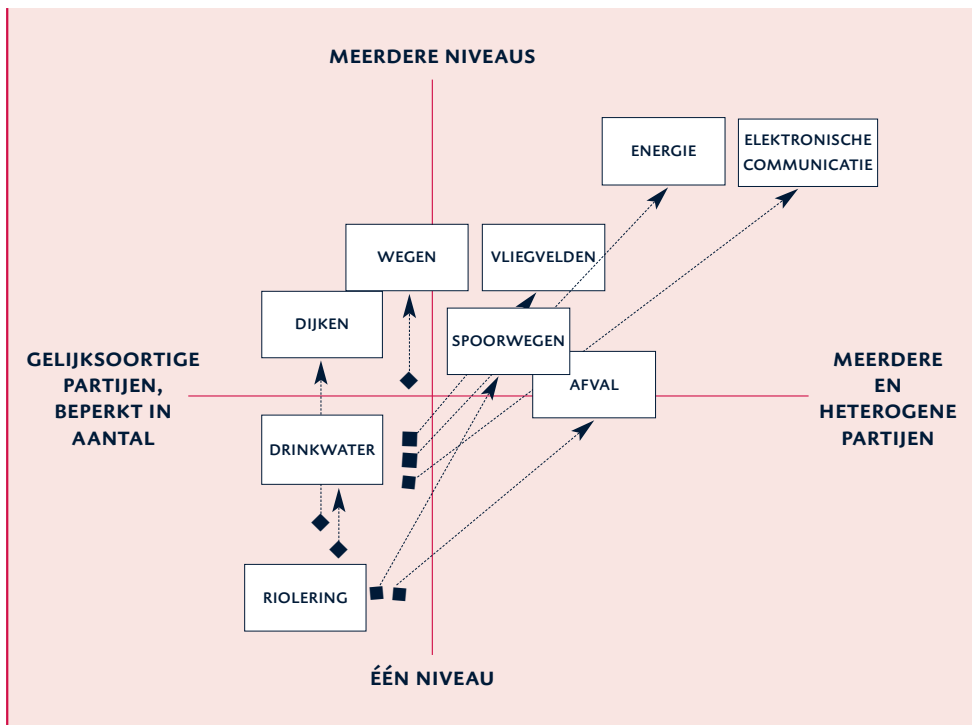 MEERDERE NIVEAUS
ENERGIE
ELEKTRONISCHE
COMMUNICATIE
WEGEN
VLIEGVELDEN
DIJKEN
SPOORWEGEN
GELIJKSOORTIGE
PARTIJEN,
BEPERKT IN
AANTAL
AFVAL
MEERDERE
EN
HETEROGENE
PARTIJEN
DRINKWATER
RIOLERING
ÉÉN NIVEAU